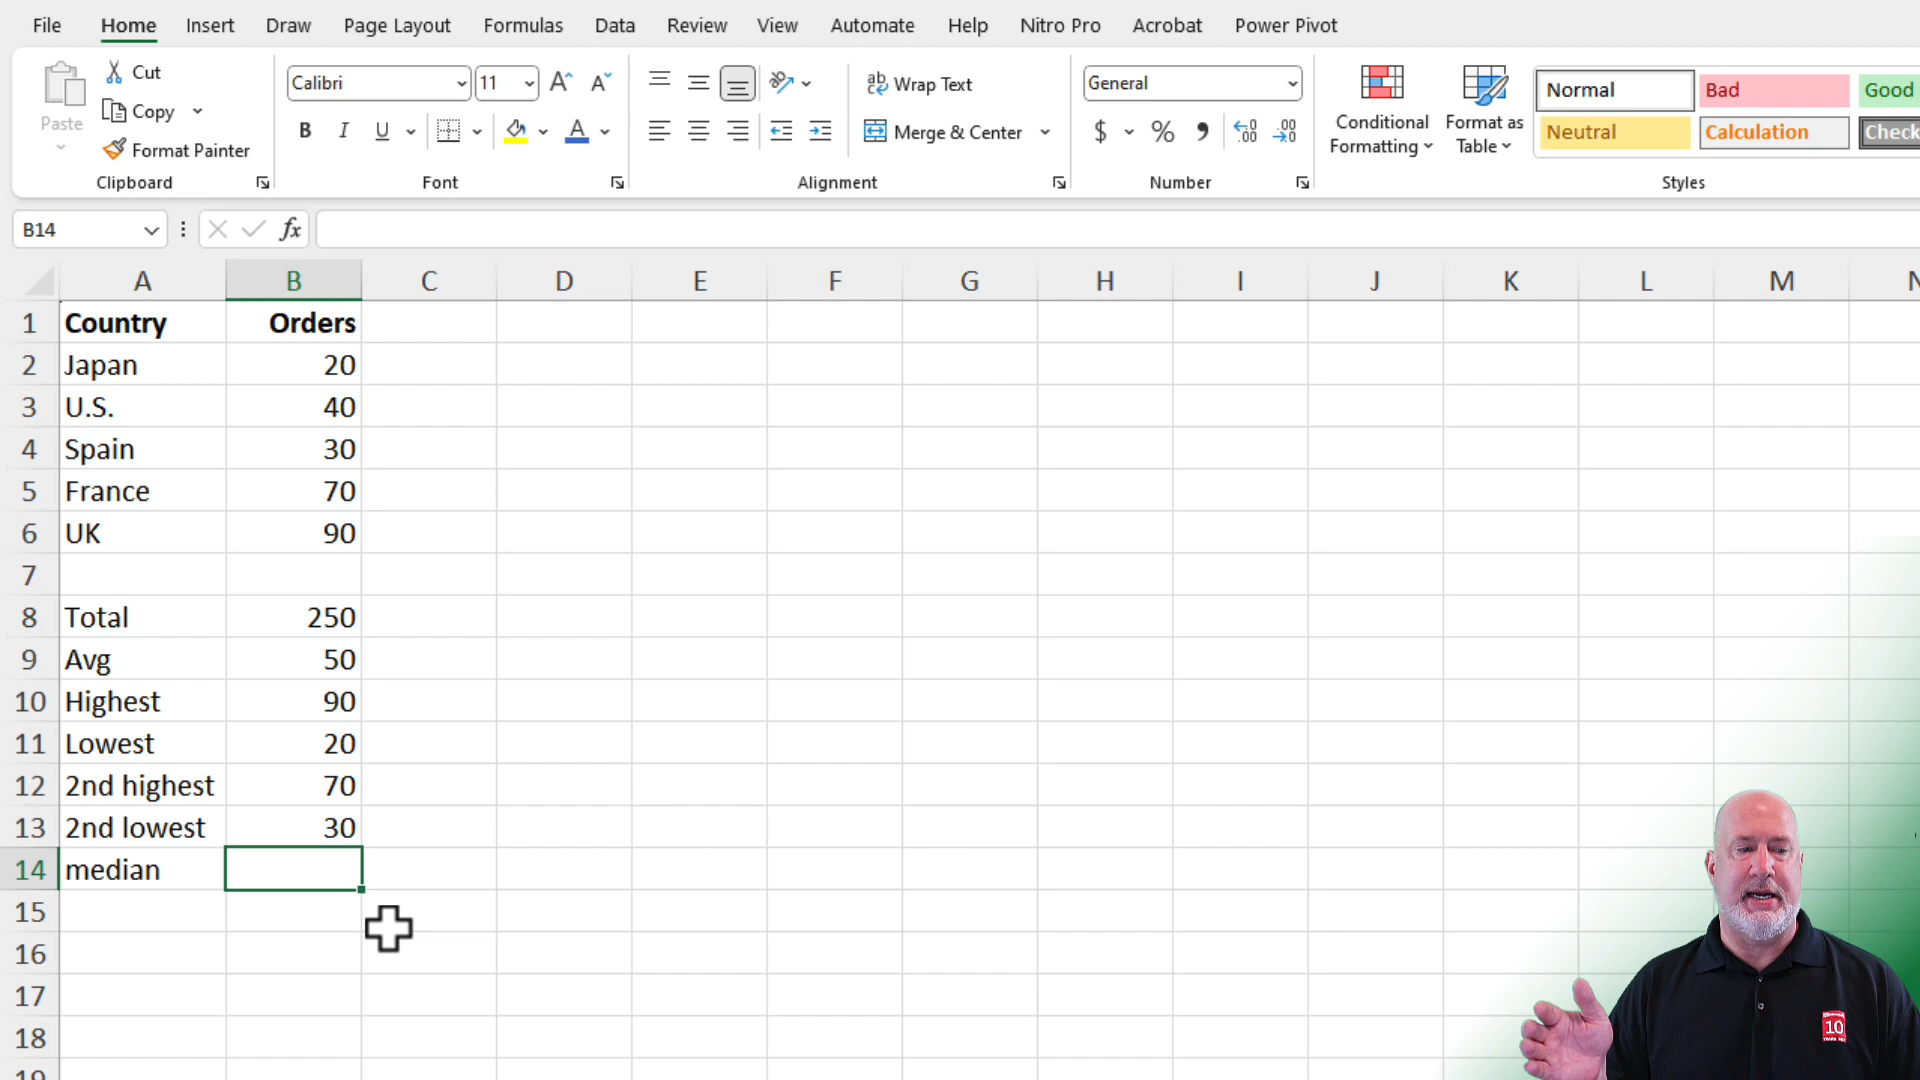 File Home Insert Draw Page Layout Formulas Data Review View Automate Help Nitro Pro Acrobat Power Pivot
Paste
Cut
Copy
Format Painter
Clipboard
Calibri 11
B I U
Font
Wrap Text
Merge & Center
Alignment
General
$ % 9
Number
Conditional Formatting
Format as Table
Normal Bad Good
Neutral Calculation Check
Styles
B14 fx
A B C D E F G H I J K L M N
1 Country Orders
2 Japan 20
3 U.S. 40
4 Spain 30
5 France 70
6 UK 90
7
8 Total 250
9 Avg 50
10 Highest 90
11 Lowest 20
12 2nd highest 70
13 2nd lowest 30
14 median
15
16
17
18
19
10